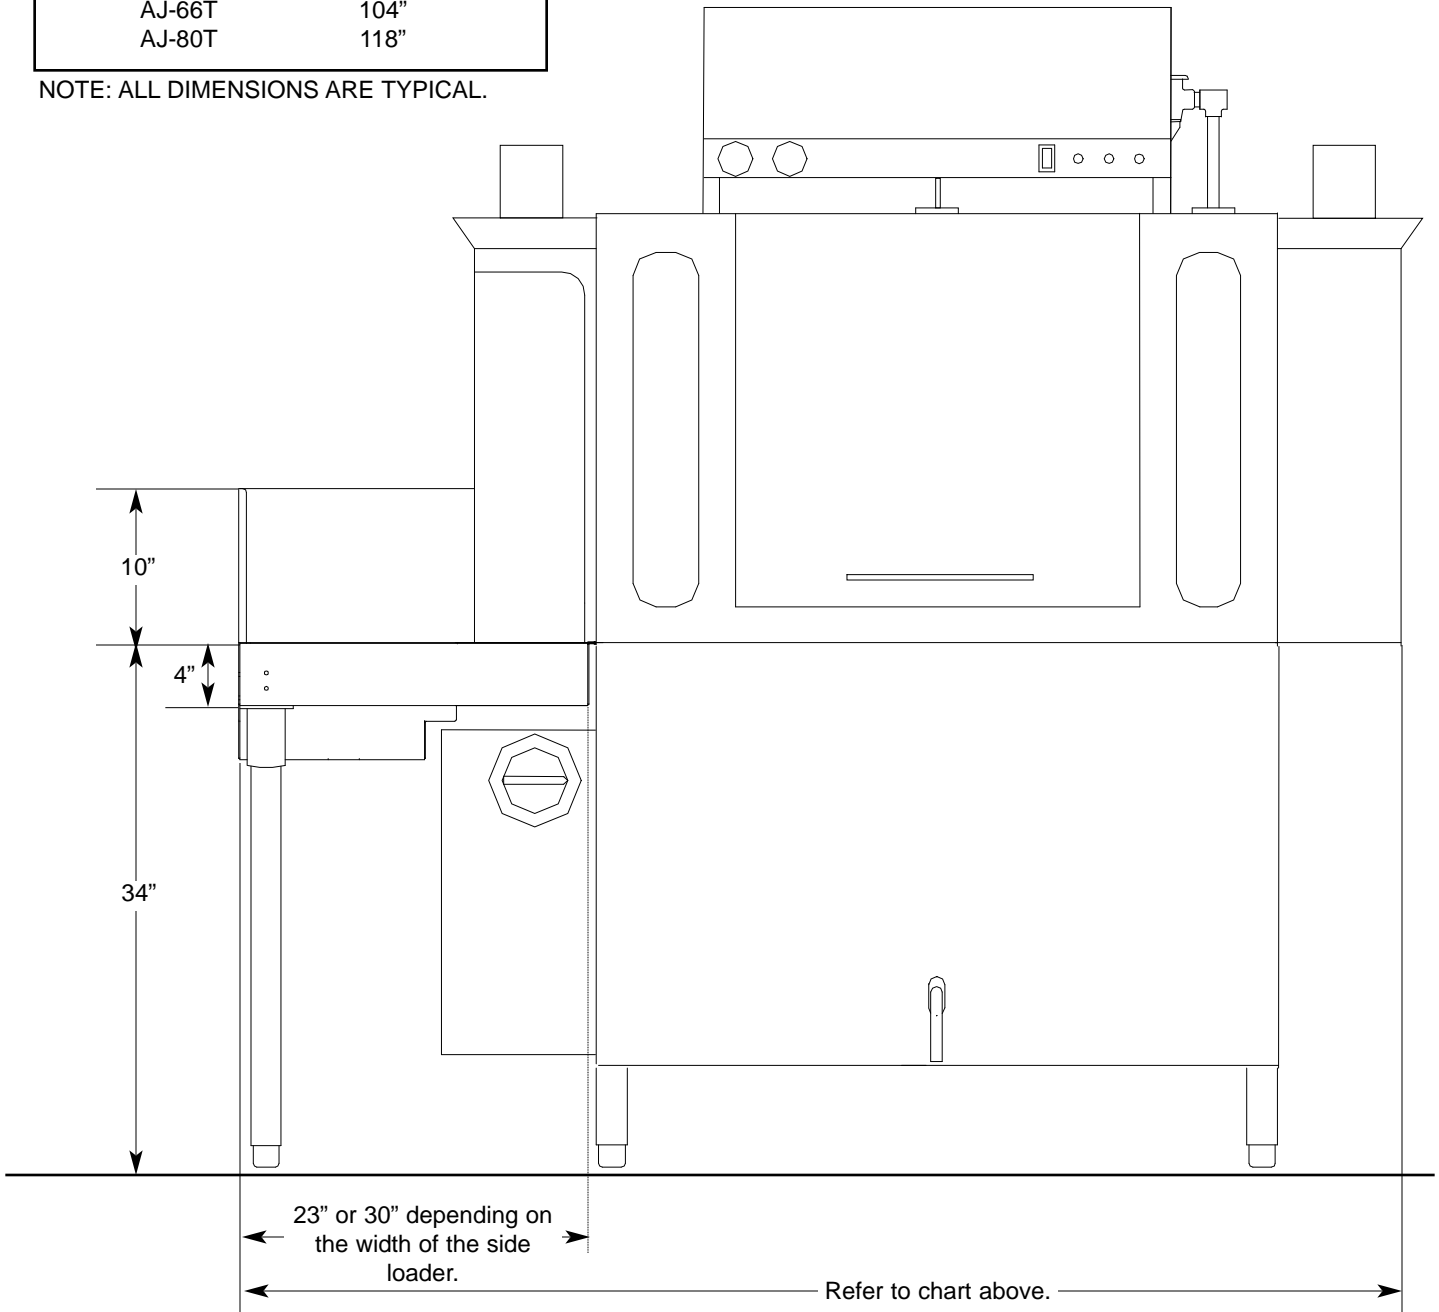 AJ-66T 104”
AJ-80T 118”
NOTE: ALL DIMENSIONS ARE TYPICAL.
10”
4”
34”
23” or 30” depending on
the width of the side
loader.
Refer to chart above.